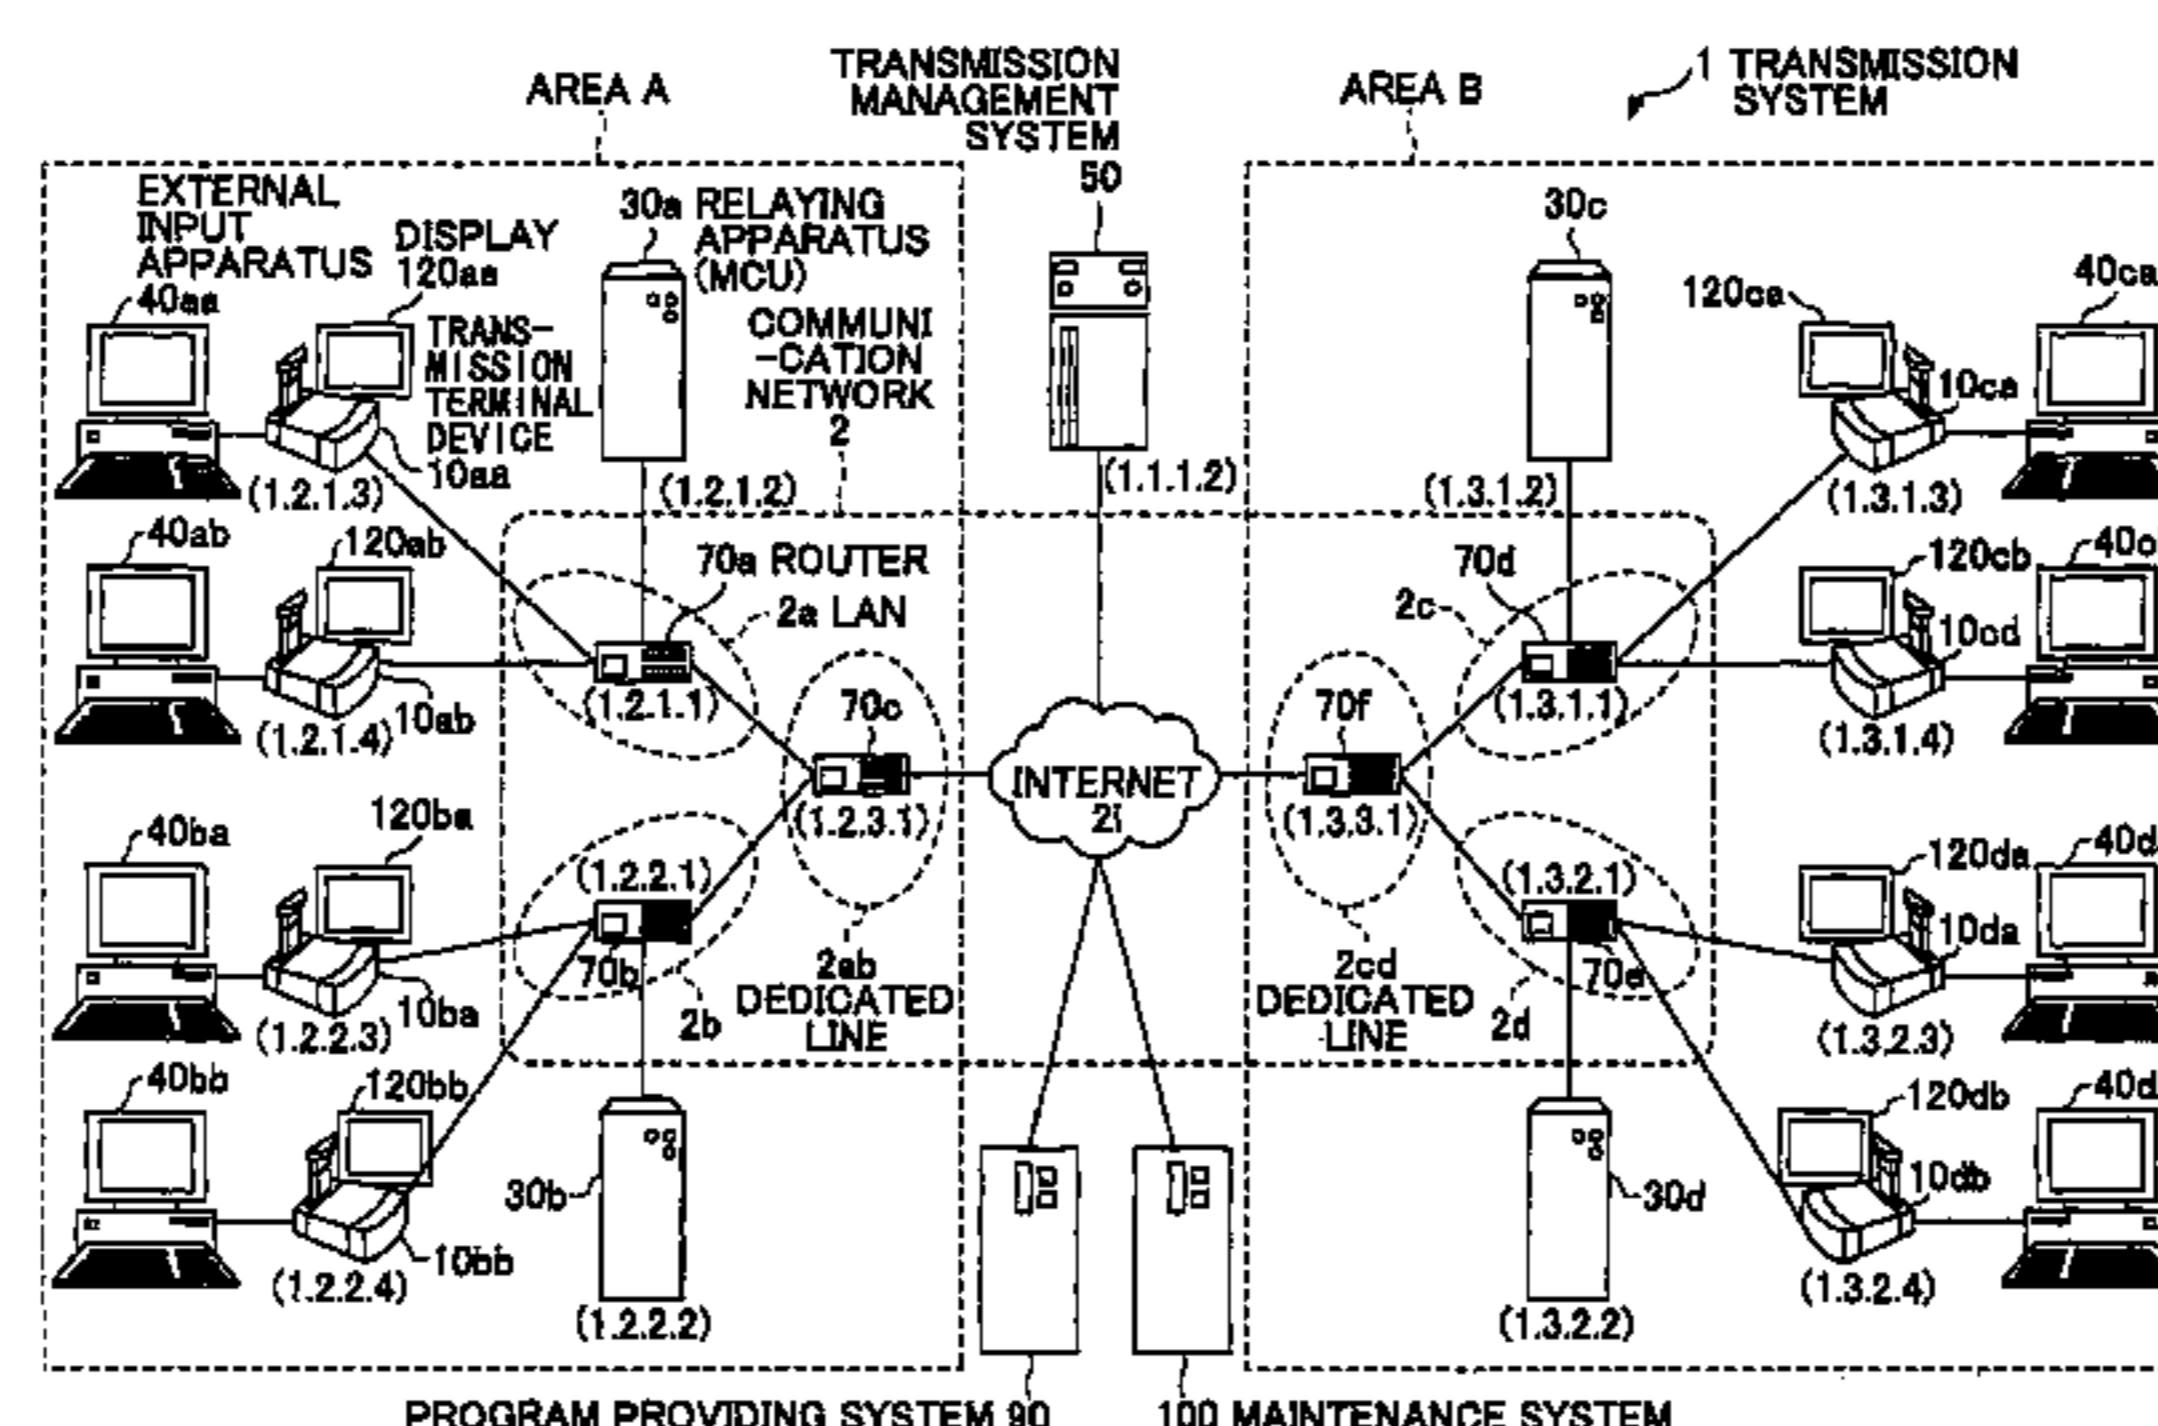 AREA A
TRANSMISSION
MANAGEMENT
SYSTEM
50
AREA B
1 TRANSMISSION
SYSTEM
EXTERNAL
INPUT
APPARATUS
40aa
DISPLAY
120aa
TRANS-
MISSION
TERMINAL
DEVICE
10aa
(1.2.1.3)
30a RELAYING
APPARATUS
(MCU)
COMMUNI
-CATION
NETWORK
2
(1.2.1.2)
(1.1.1.2)
30c
(1.3.1.2)
120ca
40ca
10ca
(1.3.1.3)
40ab
120ab
10ab
(1.2.1.4)
70a ROUTER
2a LAN
(1.2.1.1)
70c
(1.2.3.1)
INTERNET
2i
70f
(1.3.3.1)
2c
70d
(1.3.1.1)
120cb
10cd
(1.3.1.4)
40ba
120ba
10ba
(1.2.2.3)
(1.2.2.1)
70b
2b
2ab
DEDICATED
LINE
2cd
DEDICATED
LINE
(1.3.2.1)
70e
2d
120da
10da
(1.3.2.3)
40bb
120bb
10bb
(1.2.2.4)
30b
(1.2.2.2)
30d
(1.3.2.2)
120db
10db
(1.3.2.4)
PROGRAM PROVIDING SYSTEM 90
100 MAINTENANCE SYSTEM